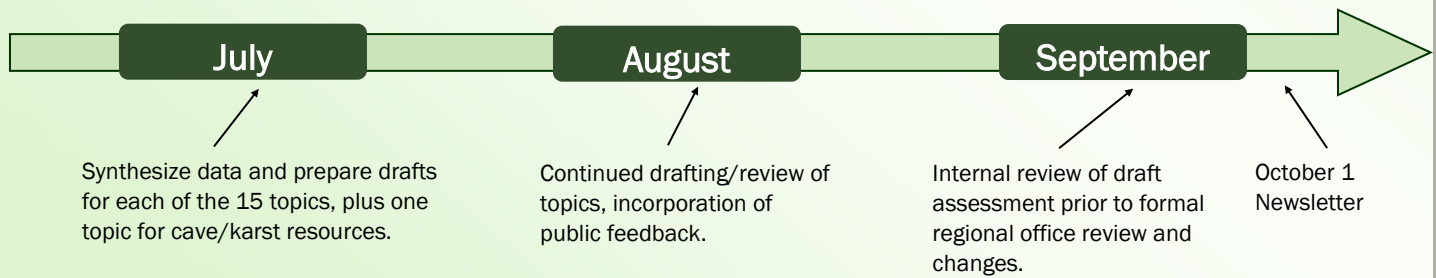 July
August
September
Synthesize data and prepare drafts
for each of the 15 topics, plus one
topic for cave/karst resources.
Continued drafting/review of
topics, incorporation of
public feedback.
Internal review of draft
assessment prior to formal
regional office review and
changes.
October 1
Newsletter